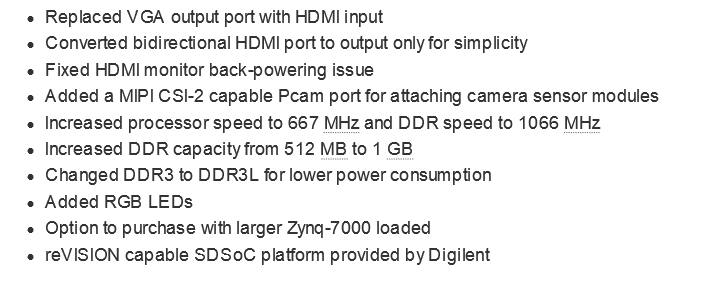 • Replaced VGA output port with HDMI input
• Converted bidirectional HDMI port to output only for simplicity
• Fixed HDMI monitor back-powering issue
• Added a MIPI CSI-2 capable Pcam port for attaching camera sensor modules
• Increased processor speed to 667 MHz and DDR speed to 1066 MHz
• Increased DDR capacity from 512 MB to 1 GB
• Changed DDR3 to DDR3L for lower power consumption
• Added RGB LEDs
• Option to purchase with larger Zynq-7000 loaded
• reVISION capable SDSoC platform provided by Digilent